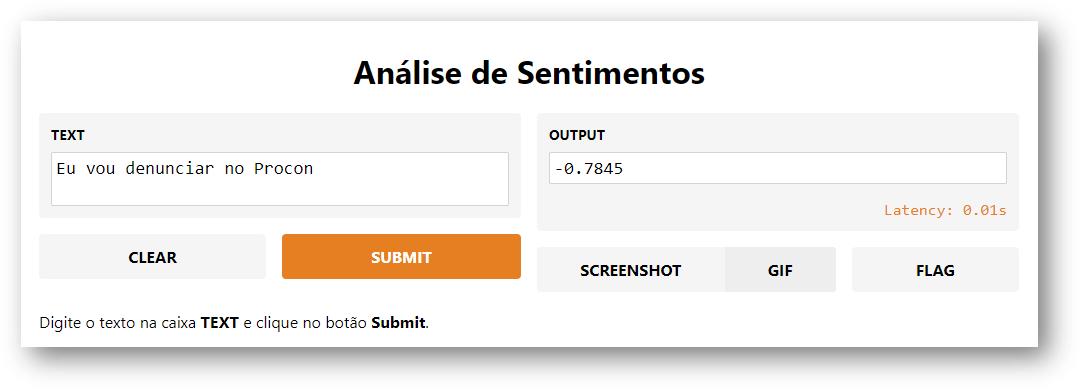 Análise de Sentimentos
TEXT
Eu vou denunciar no Procon
CLEAR
SUBMIT
OUTPUT
-0.7845
Latency: 0.01s
SCREENSHOT
GIF
FLAG
Digite o texto na caixa TEXT e clique no botão Submit.